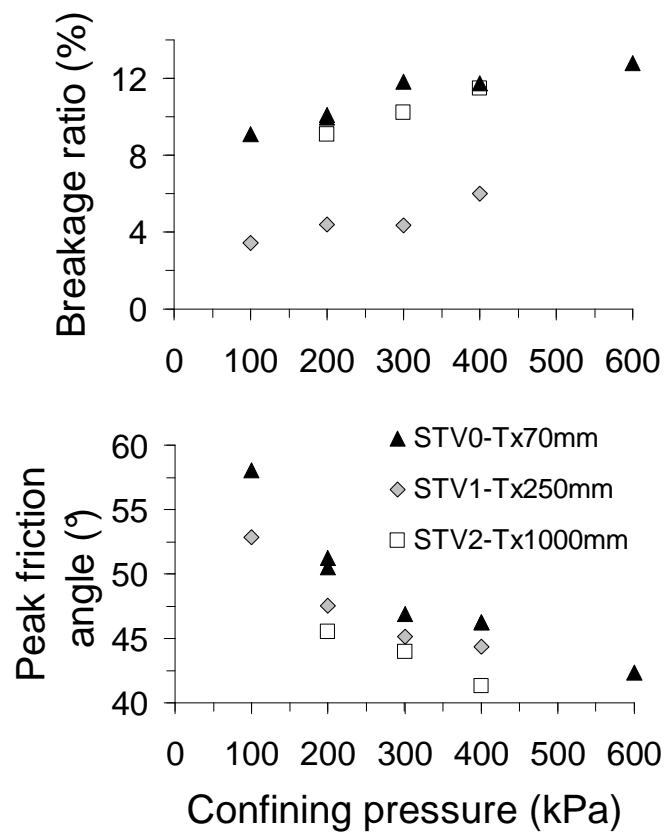 Breakage ratio (%)
12
8
4
0
0 100 200 300 400 500 600
Peak friction
angle (°)
60
55
50
45
40
STV0-Tx70mm
STV1-Tx250mm
STV2-Tx1000mm
0 100 200 300 400 500 600
Confining pressure (kPa)